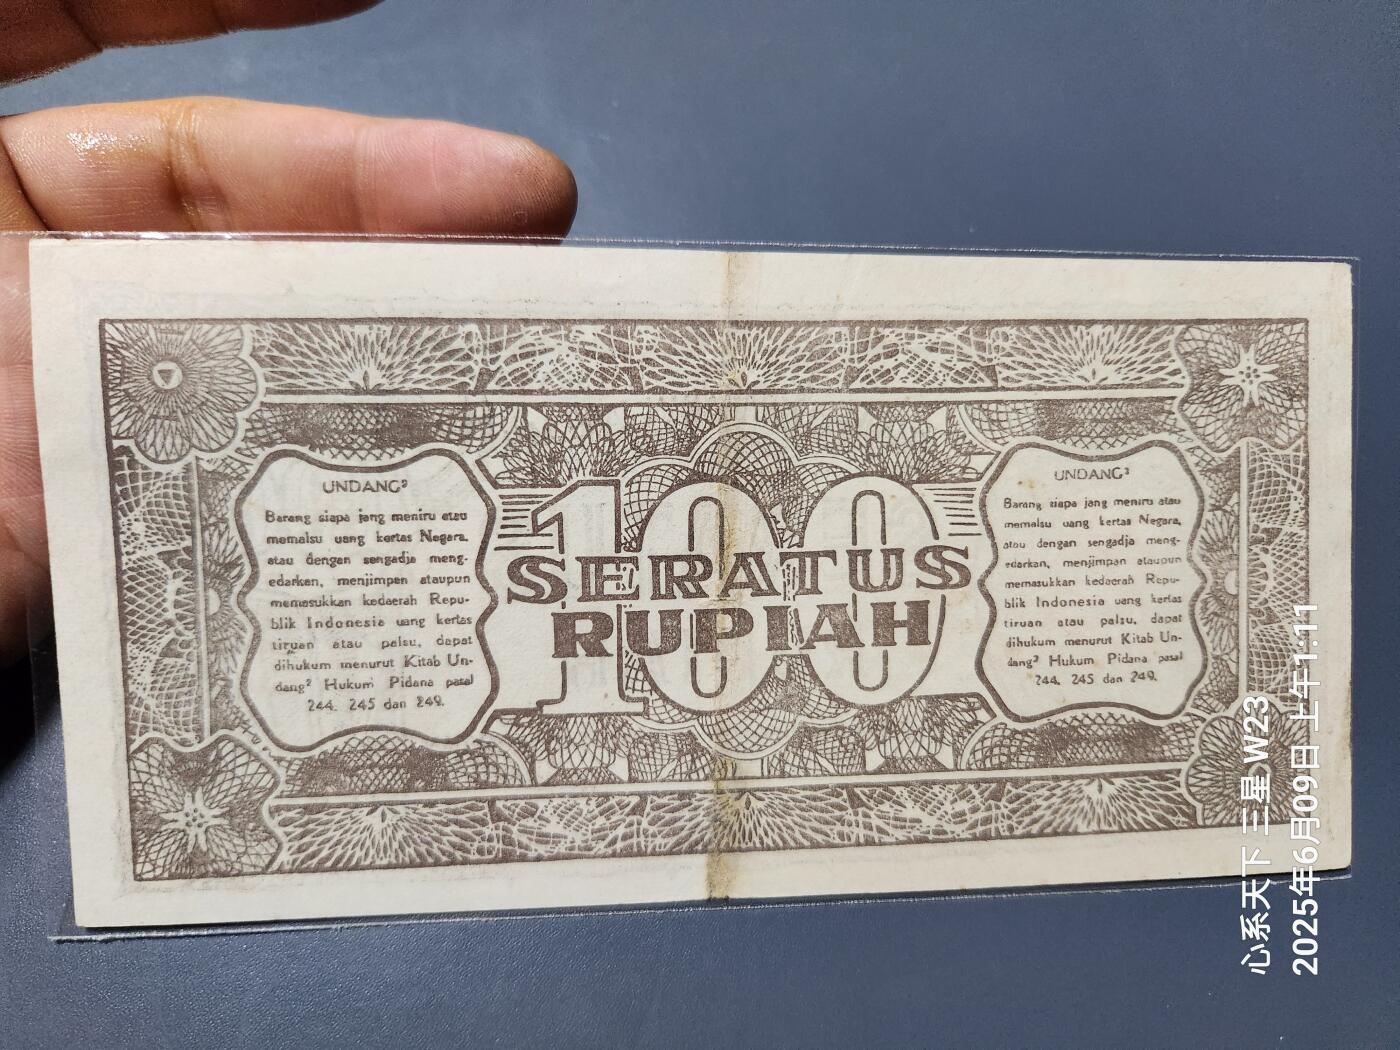 UNDANG²
Barang siapa jang meniru atau
memalsu uang kertas Negara,
atau dengan sengadja meng-
edarkan, menjimpan ataupun
memasukkan kedaerah Repu-
blik Indonesia uang kertas
tiruan atau palsu, dapat
dihukum menurut Kitab Un-
dang² Hukum Pidana pasal
244. 245 dan 249.
100
SERATUS
RUPIAH
UNDANG²
Barang siapa jang meniru atau
memalsu uang kertas Negara,
atau dengan sengadja meng-
edarkan, menjimpan ataupun
memasukkan kedaerah Repu-
blik Indonesia uang kertas
tiruan atau palsu, dapat
dihukum menurut Kitab Un-
dang² Hukum Pidana pasal
244. 245 dan 249.
心系天下 三星 W23
2025年6月09日 上午1:11